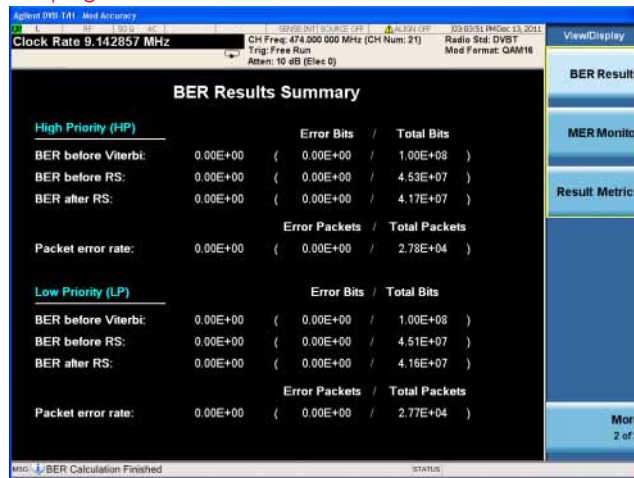 Agilent DVB-T/H - Mod Accuracy
L RF 50 Ω AC SENSE:INT SOURCE OFF ALIGN OFF 03:03:51 PM Dec 13, 2011
Clock Rate 9.142857 MHz
CH Freq: 474.000 000 MHz (CH Num: 21) Radio Std: DVBT
Trig: Free Run Mod Format: QAM16
Atten: 10 dB (Elec 0)
View/Display
BER Results Summary
BER Result
MER Monito
Result Metric
High Priority (HP) Error Bits / Total Bits
BER before Viterbi: 0.00E+00 ( 0.00E+00 / 1.00E+08 )
BER before RS: 0.00E+00 ( 0.00E+00 / 4.53E+07 )
BER after RS: 0.00E+00 ( 0.00E+00 / 4.17E+07 )
Error Packets / Total Packets
Packet error rate: 0.00E+00 ( 0.00E+00 / 2.78E+04 )
Low Priority (LP) Error Bits / Total Bits
BER before Viterbi: 0.00E+00 ( 0.00E+00 / 1.00E+08 )
BER before RS: 0.00E+00 ( 0.00E+00 / 4.51E+07 )
BER after RS: 0.00E+00 ( 0.00E+00 / 4.16E+07 )
Error Packets / Total Packets
Packet error rate: 0.00E+00 ( 0.00E+00 / 2.77E+04 )
Mor
2 of
MSG BER Calculation Finished STATUS